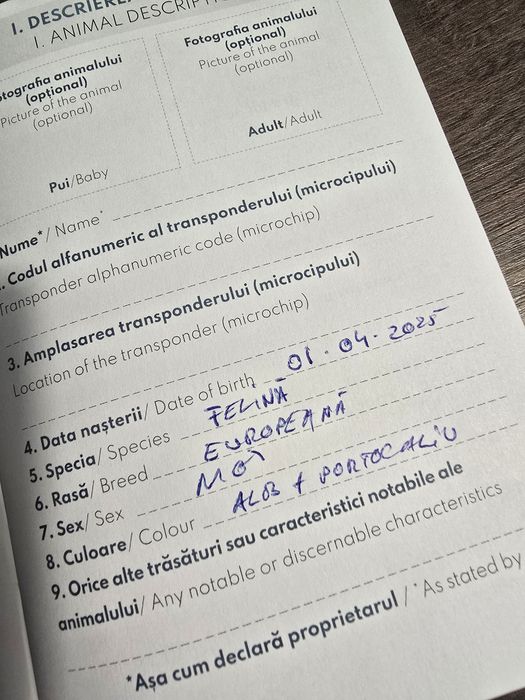 I. DESCRIEREA
I. ANIMAL DESCRIPTION
Fotografia animalului
(opțional)
Picture of the animal
(optional)
Pui/Baby
Fotografia animalului
(opțional)
Picture of the animal
(optional)
Adult/Adult
Nume*/ Name*
Codul alfanumeric al transponderului (microcipului)
Transponder alphanumeric code (microchip)
3. Amplasarea transponderului (microcipului)
Location of the transponder (microchip)
4. Data nașterii/ Date of birth 01.04.2025
5. Specia/ Species FELINĂ
6. Rasă/ Breed EUROPEANĂ
7. Sex/ Sex
8. Culoare/ Colour ALB + PORTOCALIU
9. Orice alte trăsături sau caracteristici notabile ale
animalului/ Any notable or discernable characteristics
*Așa cum declară proprietarul / *As stated by